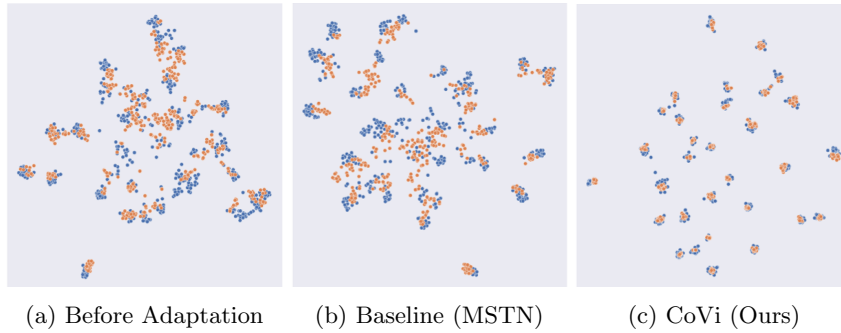 (a) Before Adaptation
(b) Baseline (MSTN)
(c) CoVi (Ours)